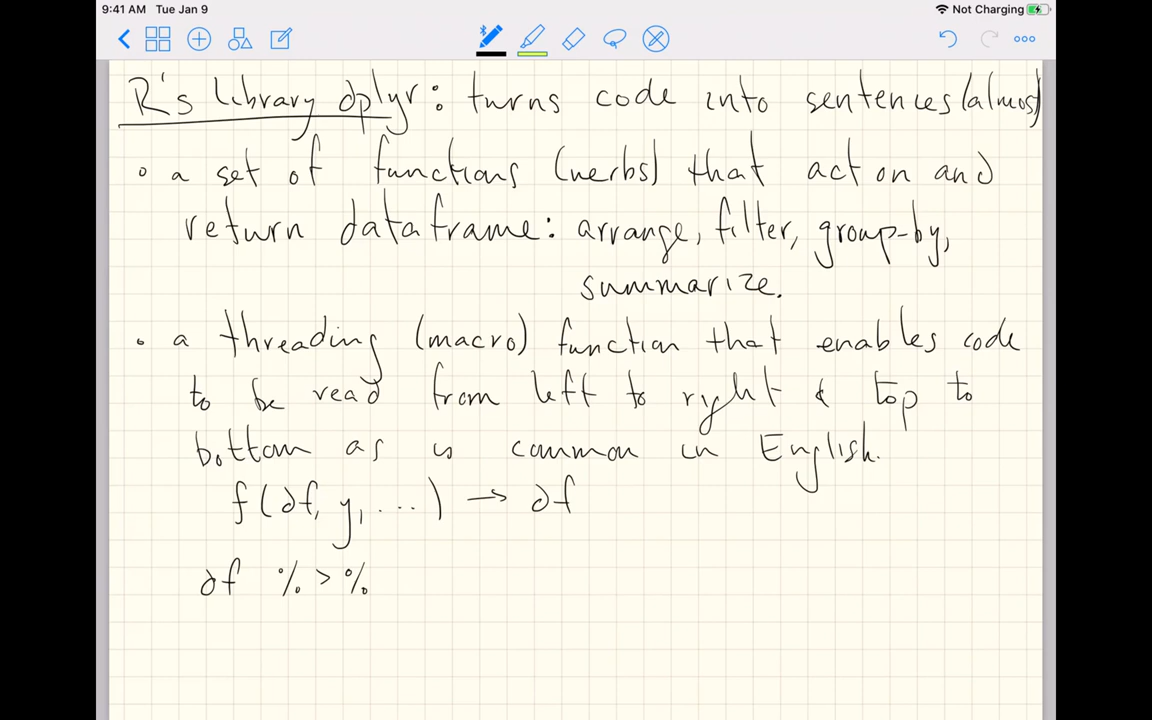 9:41 AM Tue Jan 9
Not Charging
R's library dplyr: turns code into sentences (almost)
◦ a set of functions (verbs) that act on and
return dataframe: arrange, filter, group-by,
summarize.
◦ a threading (macro) function that enables code
to be read from left to right & top to
bottom as is common in English.
f(df, y, ...) → df
df %>%